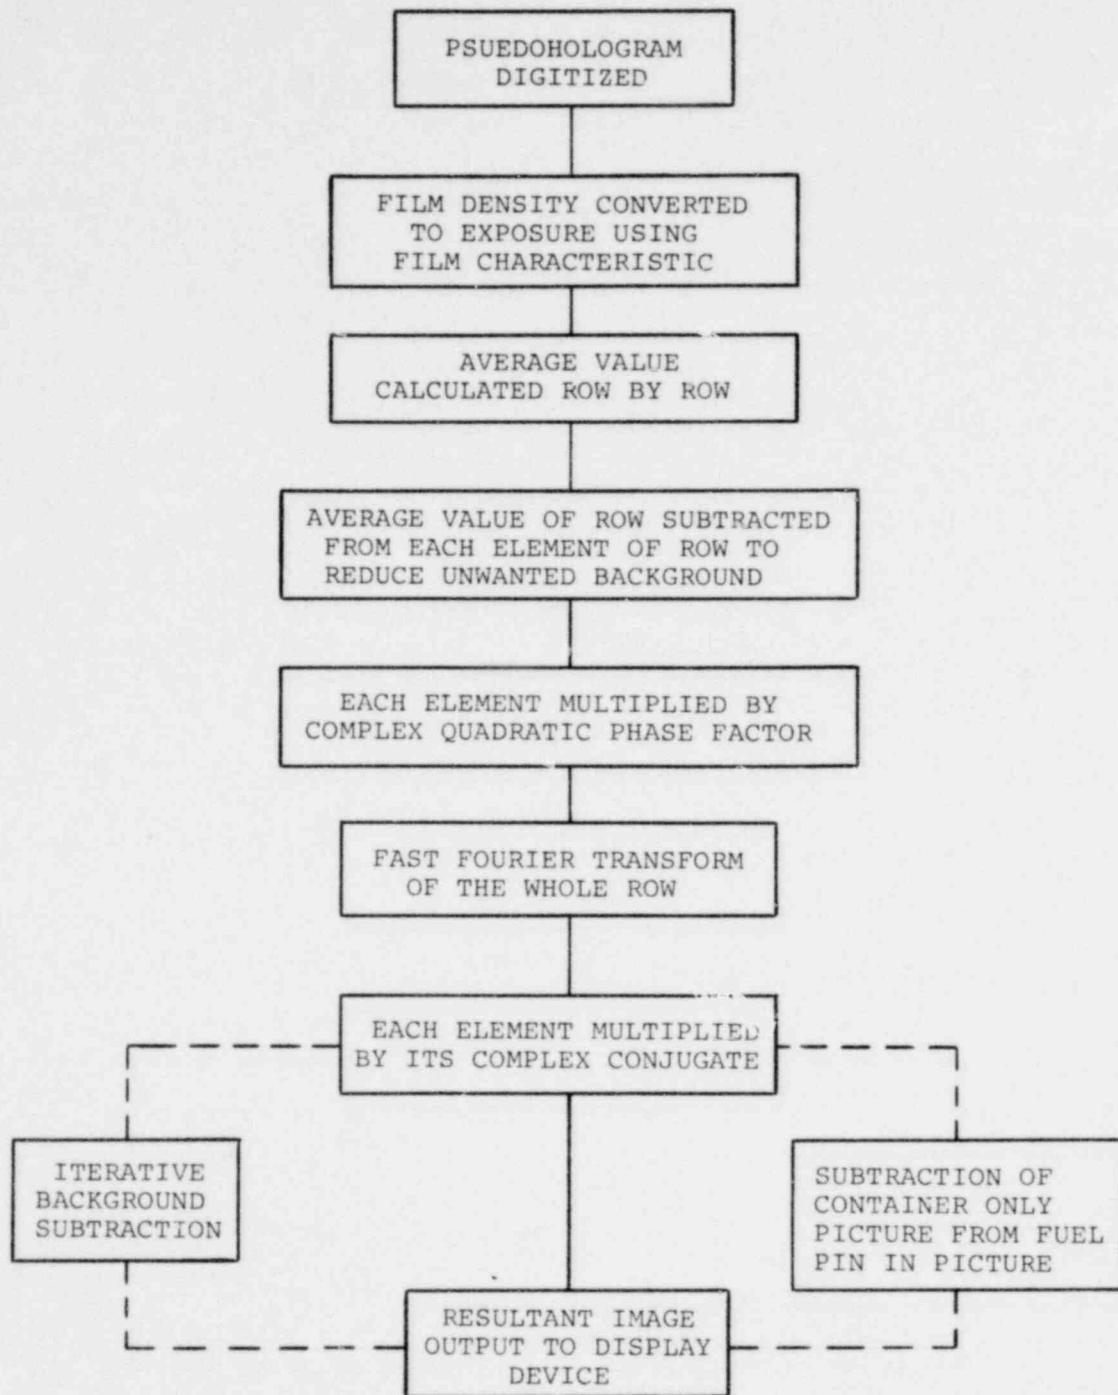 PSUEDOHOLOGRAM
DIGITIZED
FILM DENSITY CONVERTED
TO EXPOSURE USING
FILM CHARACTERISTIC
AVERAGE VALUE
CALCULATED ROW BY ROW
AVERAGE VALUE OF ROW SUBTRACTED
FROM EACH ELEMENT OF ROW TO
REDUCE UNWANTED BACKGROUND
EACH ELEMENT MULTIPLIED BY
COMPLEX QUADRATIC PHASE FACTOR
FAST FOURIER TRANSFORM
OF THE WHOLE ROW
EACH ELEMENT MULTIPLIED
BY ITS COMPLEX CONJUGATE
ITERATIVE
BACKGROUND
SUBTRACTION
SUBTRACTION OF
CONTAINER ONLY
PICTURE FROM FUEL
PIN IN PICTURE
RESULTANT IMAGE
OUTPUT TO DISPLAY
DEVICE